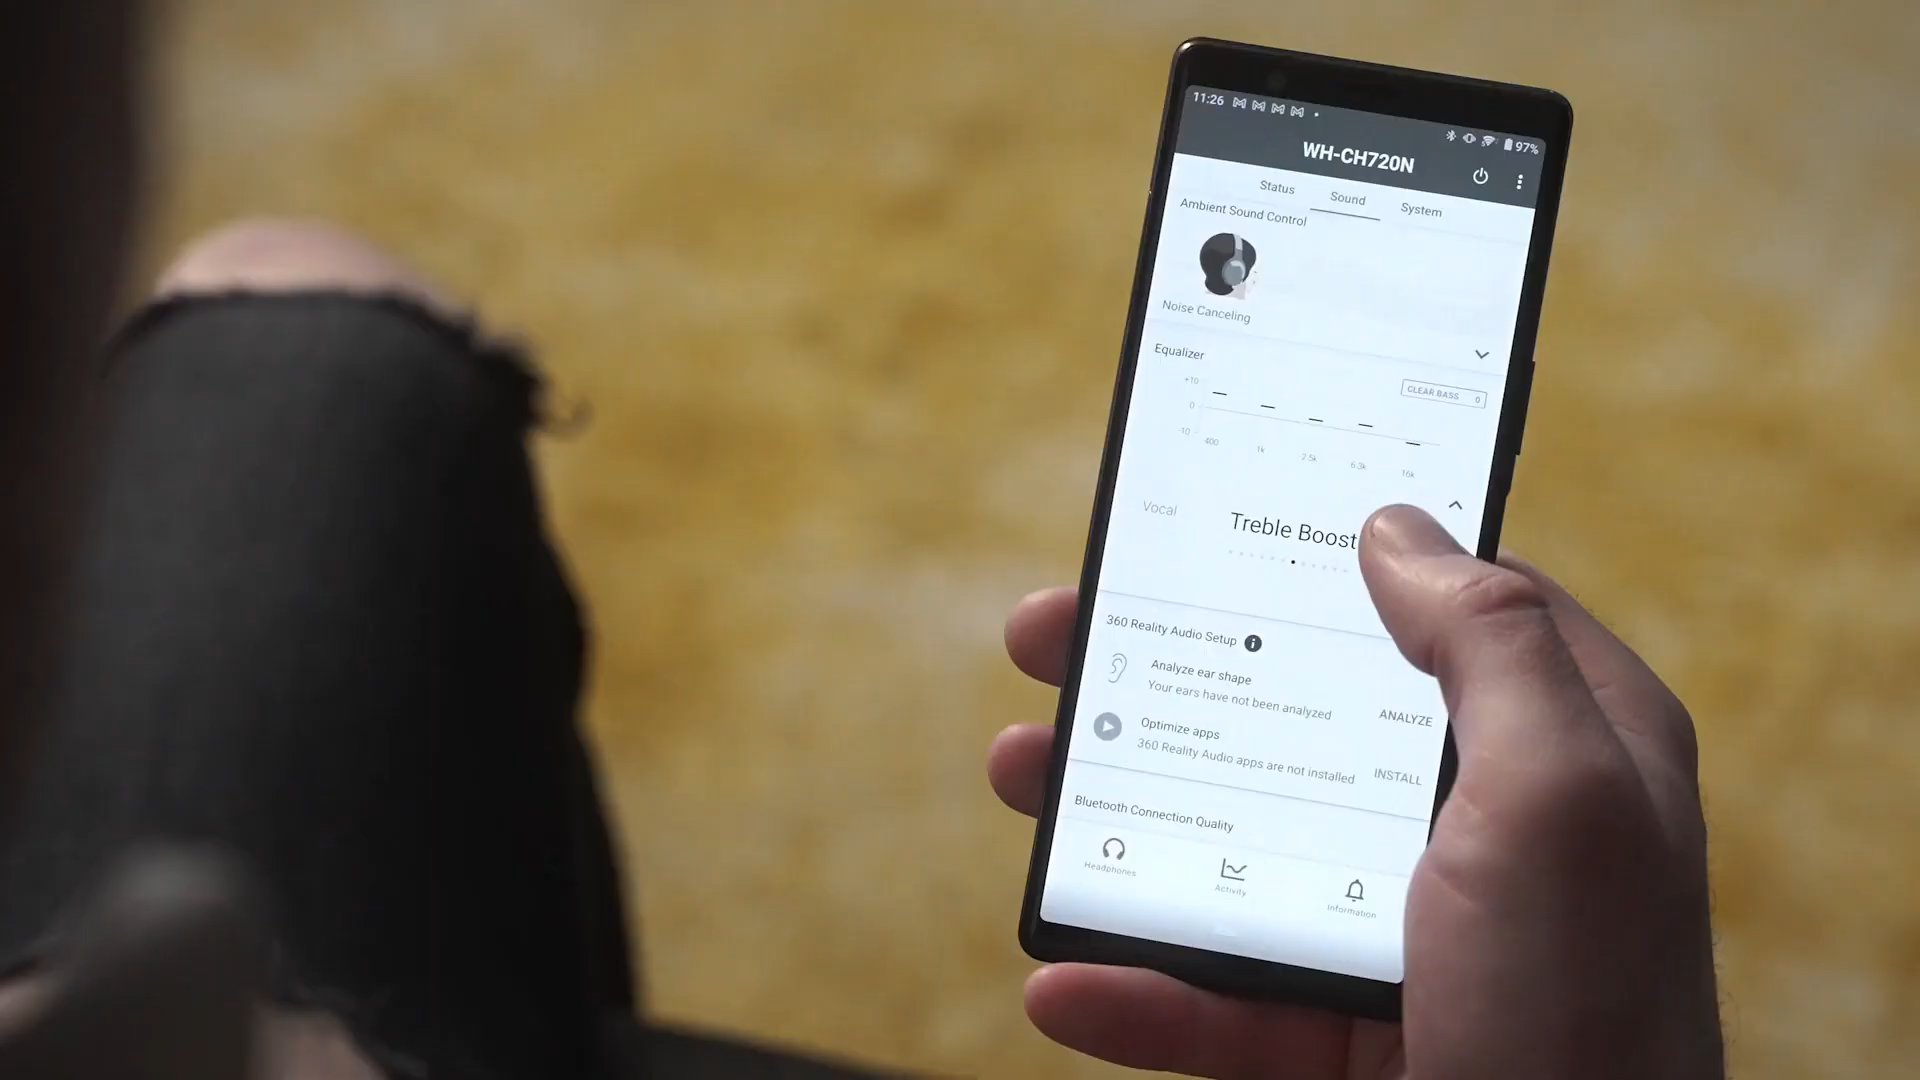 11:26
97%
WH-CH720N
Status Sound System
Ambient Sound Control
Noise Canceling
Equalizer
CLEAR BASS 0
+10
0
-10
400 1k 2.5k 6.3k 16k
Vocal Treble Boost
360 Reality Audio Setup
Analyze ear shape
Your ears have not been analyzed
ANALYZE
Optimize apps
360 Reality Audio apps are not installed
INSTALL
Bluetooth Connection Quality
Headphones Activity Information